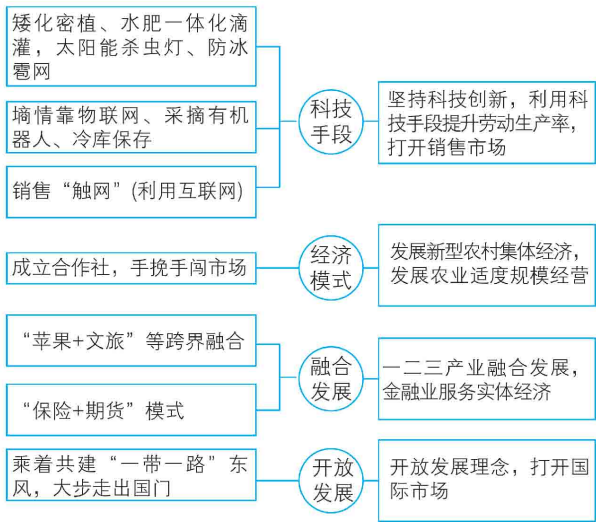 矮化密植、水肥一体化滴
灌，太阳能杀虫灯、防冰
雹网
墒情靠物联网、采摘有机
器人、冷库保存
销售“触网”(利用互联网)
科技
手段
坚持科技创新，利用科
技手段提升劳动生产率，
打开销售市场
成立合作社，手挽手闯市场
经济
模式
发展新型农村集体经济，
发展农业适度规模经营
“苹果+文旅”等跨界融合
“保险+期货”模式
融合
发展
一二三产业融合发展，
金融业服务实体经济
乘着共建“一带一路”东
风，大步走出国门
开放
发展
开放发展理念，打开国
际市场